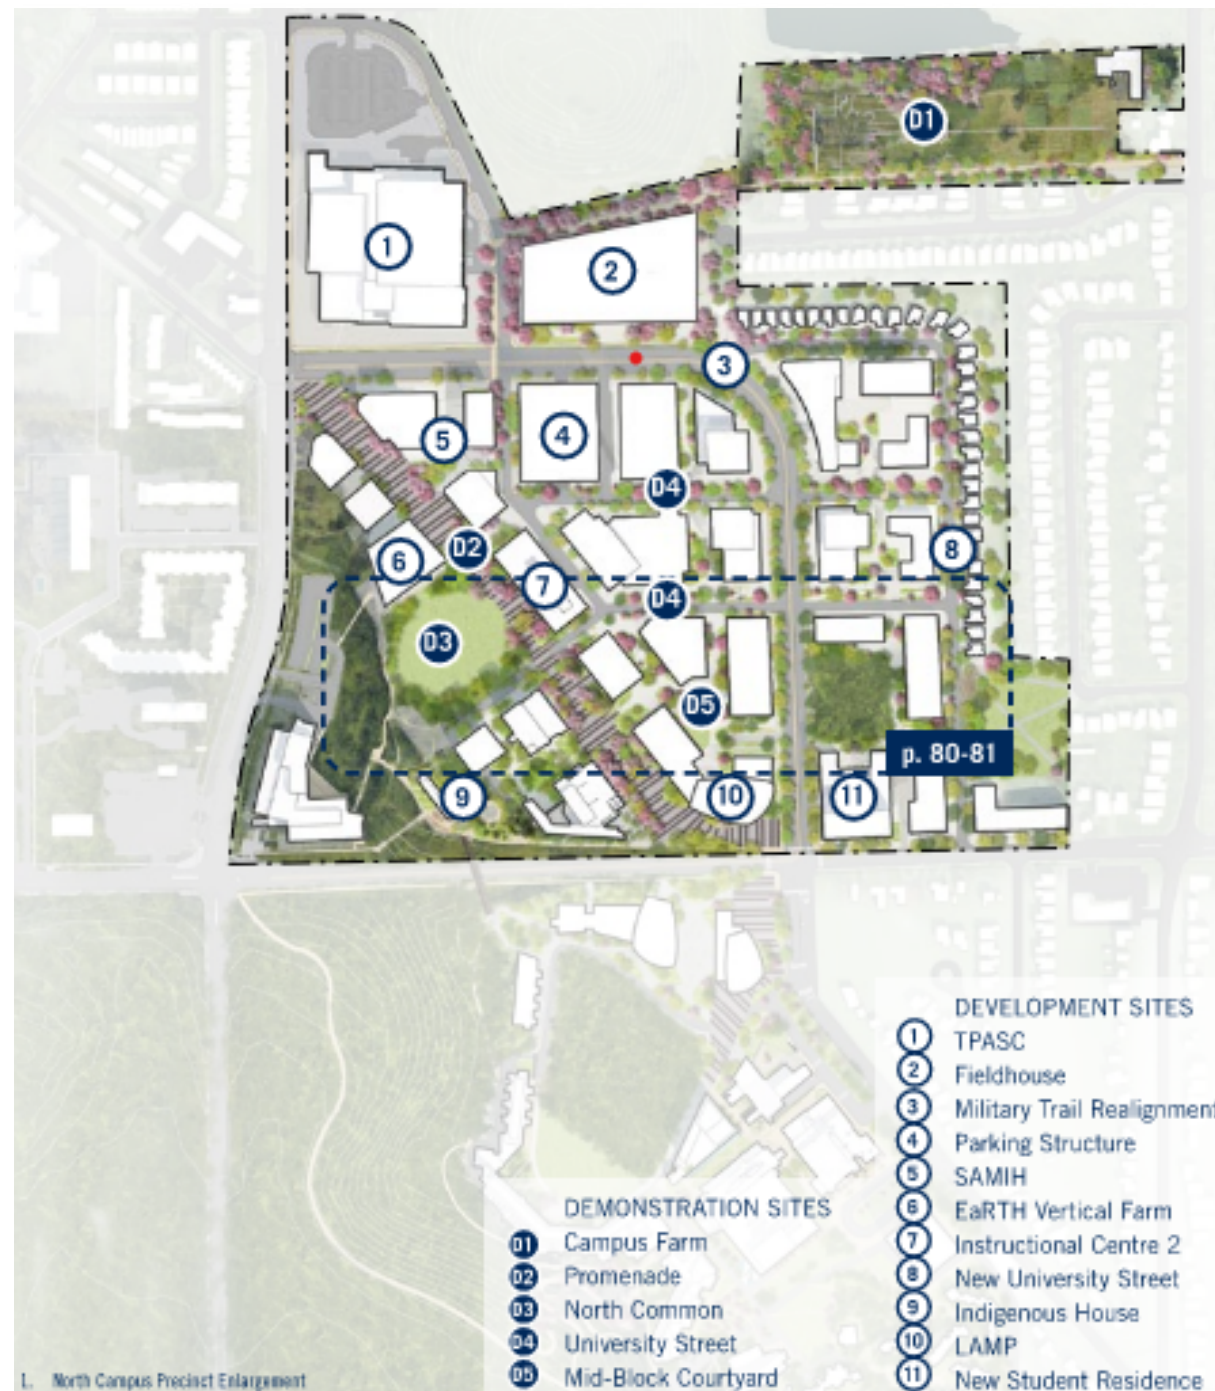 D1
1
2
3
5
4
D4
D2
6
7
8
D4
D3
D5
p. 80-81
9
10
11
DEVELOPMENT SITES
1 TPASC
2 Fieldhouse
3 Military Trail Realignment
4 Parking Structure
5 SAMIH
6 EaRTH Vertical Farm
7 Instructional Centre 2
8 New University Street
9 Indigenous House
10 LAMP
11 New Student Residence
DEMONSTRATION SITES
D1 Campus Farm
D2 Promenade
D3 North Common
D4 University Street
D5 Mid-Block Courtyard
1. North Campus Precinct Enlargement